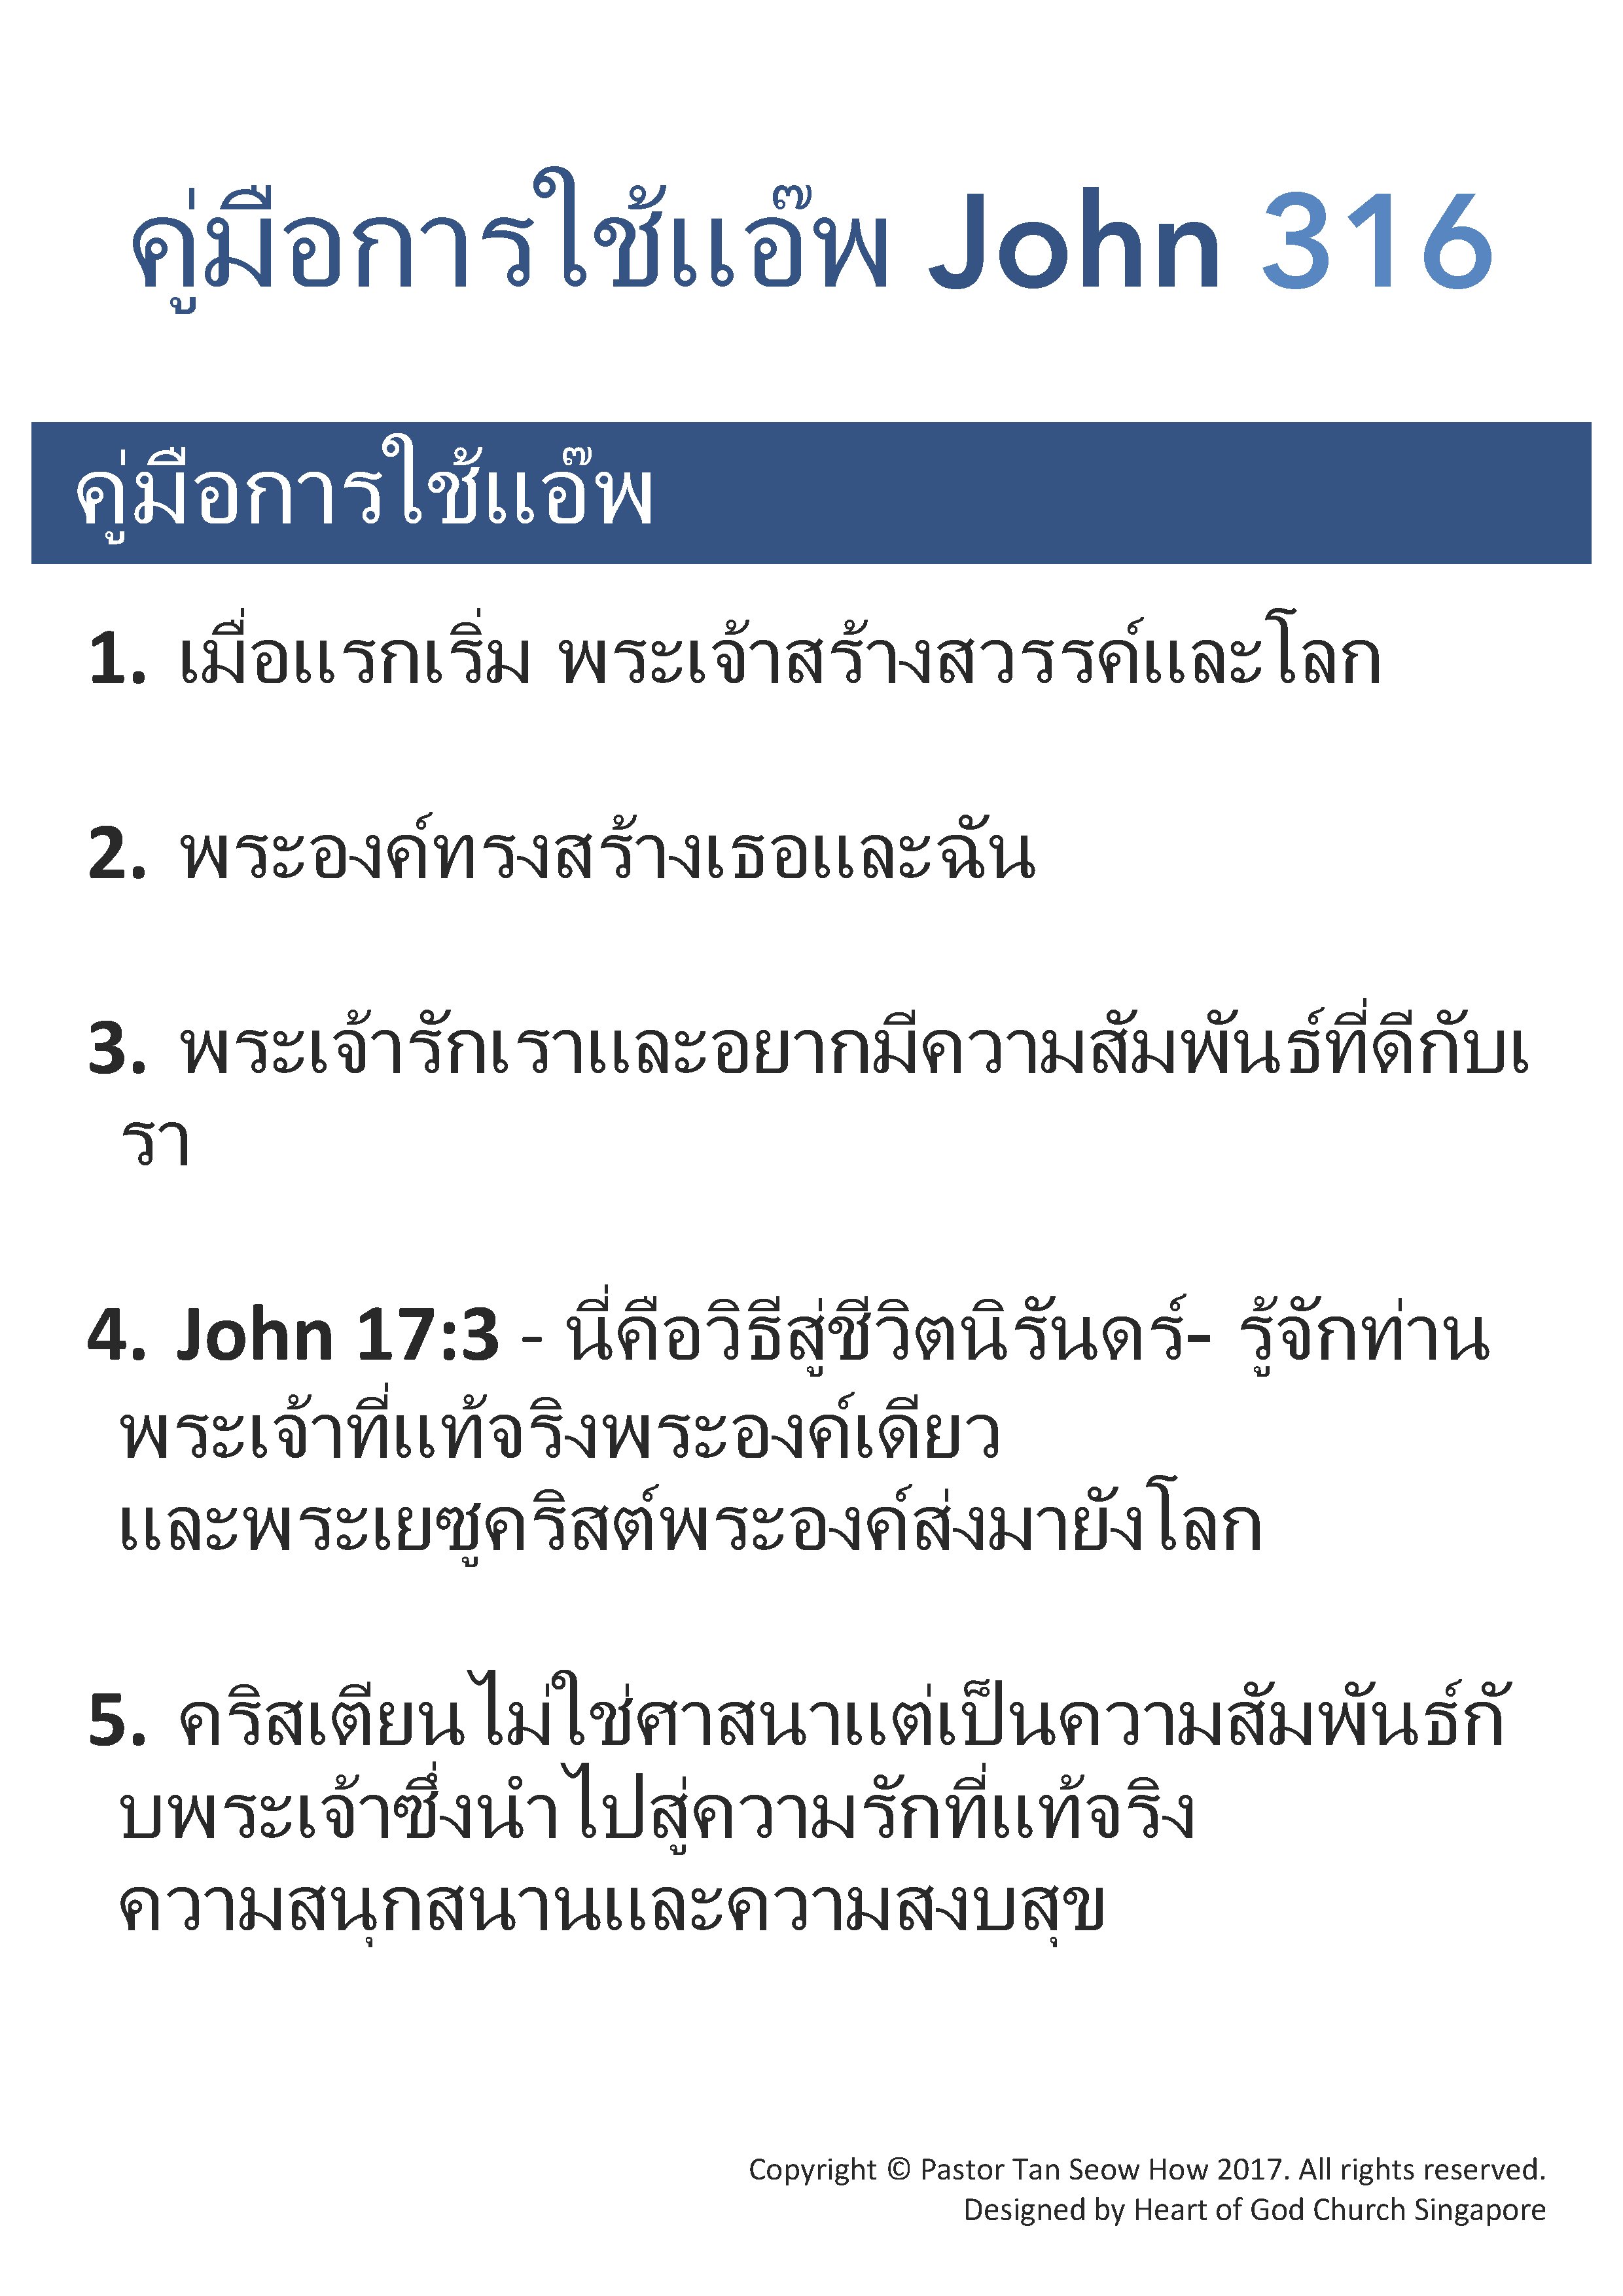 คู่มือการใช้แอ๊พ John 316
คู่มือการใช้แอ๊พ
1. เมื่อแรกเริ่ม พระเจ้าสร้างสวรรค์และโลก
2. พระองค์ทรงสร้างเธอและฉัน
3. พระเจ้ารักเราและอยากมีความสัมพันธ์ที่ดีกับเ
รา
4. John 17:3 - นี่คือวิธีสู่ชีวิตนิรันดร์- รู้จักท่าน
พระเจ้าที่แท้จริงพระองค์เดียว
และพระเยซูคริสต์พระองค์ส่งมายังโลก
5. คริสเตียนไม่ใช่ศาสนาแต่เป็นความสัมพันธ์กั
บพระเจ้าซึ่งนำไปสู่ความรักที่แท้จริง
ความสนุกสนานและความสงบสุข
Copyright © Pastor Tan Seow How 2017. All rights reserved.
Designed by Heart of God Church Singapore